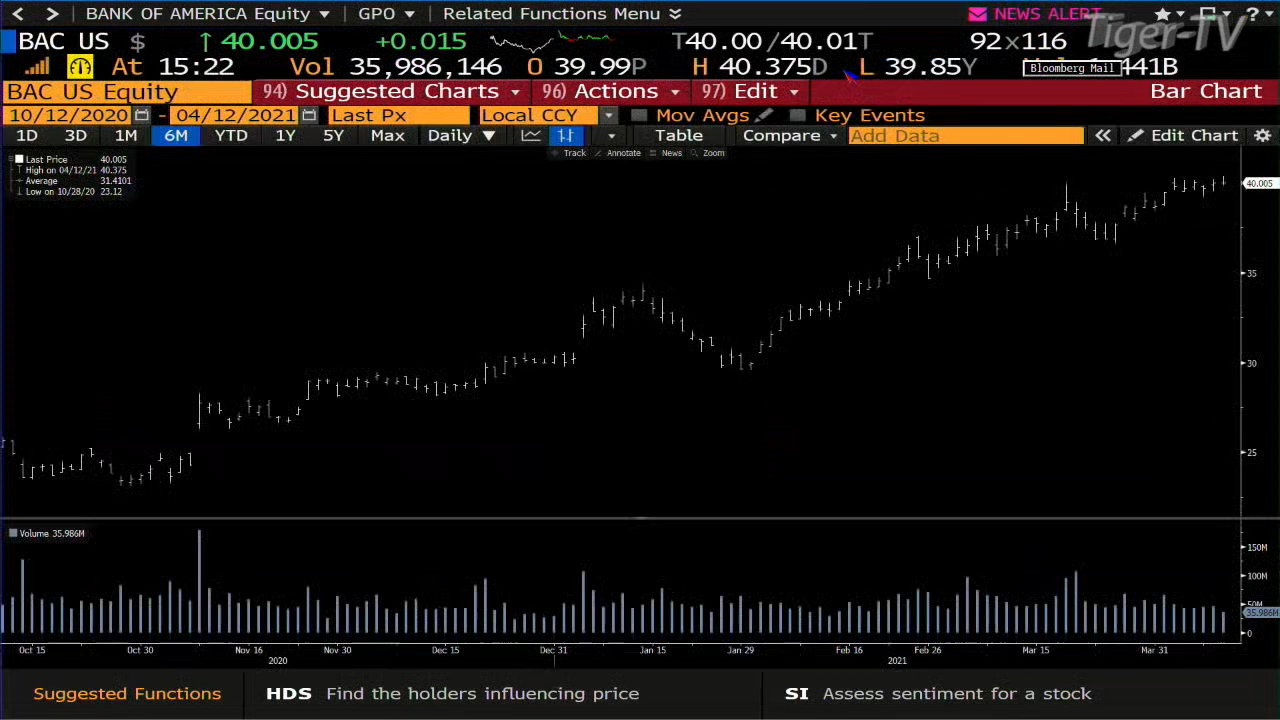 BANK OF AMERICA Equity GPO Related Functions Menu NEWS ALERT
Tiger-TV
BAC US $ ↑ 40.005 +0.015 T40.00/40.01T 92x116
At 15:22 Vol 35,986,146 O 39.99P H 40.375D L 39.85Y 441B
Bloomberg Mail
BAC US Equity 94) Suggested Charts 96) Actions 97) Edit Bar Chart
10/12/2020 - 04/12/2021 Last Px Local CCY Mov Avgs Key Events
1D 3D 1M 6M YTD 1Y 5Y Max Daily ▼ Table Compare Add Data « Edit Chart
Track Annotate News Zoom
Last Price 40.005
High on 04/12/21 40.375
Average 31.4101
Low on 10/28/20 23.12
40.005
35
30
25
Volume 35.986M
150M
100M
50M
35.986M
0
Oct 15 Oct 30 Nov 16 Nov 30 Dec 15 Dec 31 Jan 15 Jan 29 Feb 16 Feb 26 Mar 15 Mar 31
2020 2021
Suggested Functions HDS Find the holders influencing price SI Assess sentiment for a stock